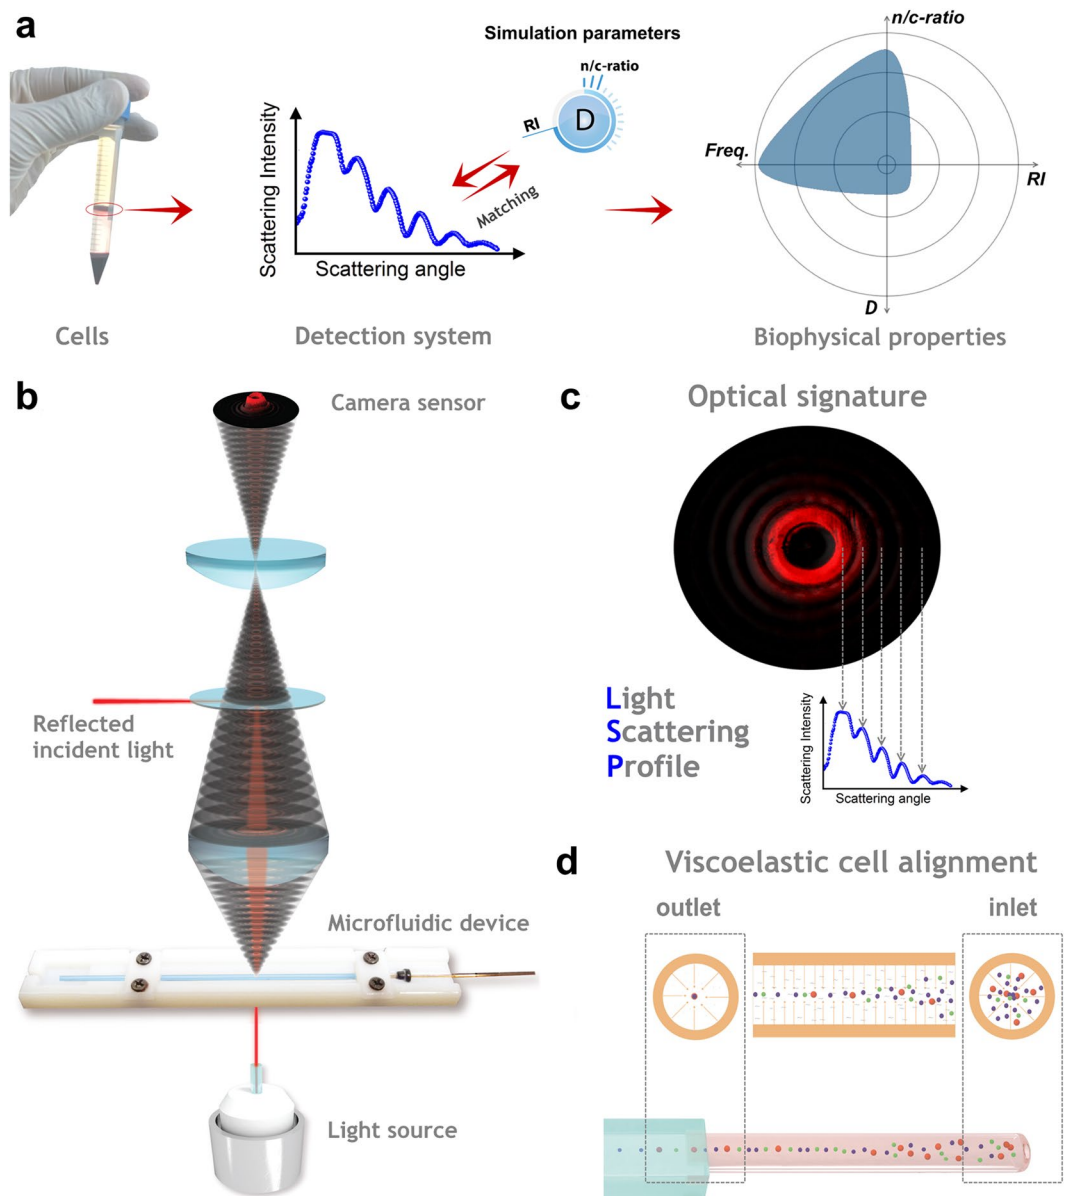 a
Simulation parameters
n/c-ratio
RI
D
Scattering Intensity
Matching
Scattering angle
n/c-ratio
Freq.
RI
D
Cells
Detection system
Biophysical properties
b
Camera sensor
Reflected
incident light
Microfluidic device
Light source
c
Optical signature
Light
Scattering
Profile
Scattering Intensity
Scattering angle
d
Viscoelastic cell alignment
outlet
inlet